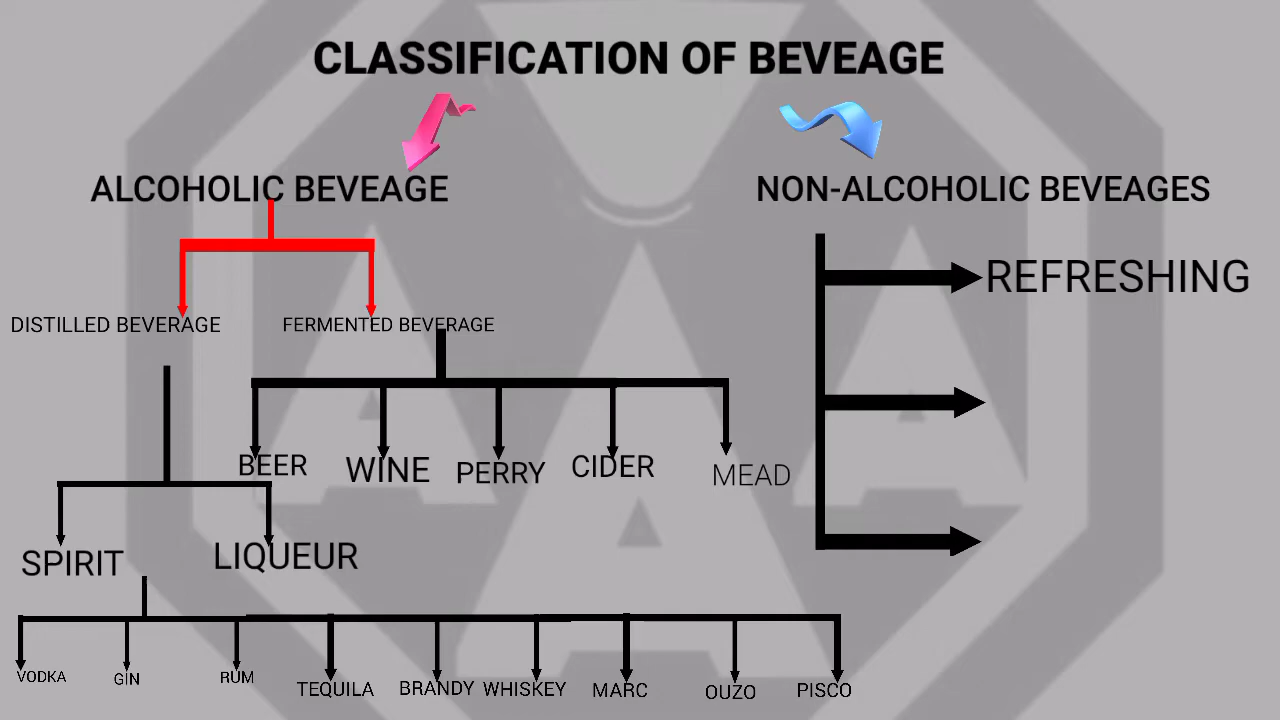 CLASSIFICATION OF BEVEAGE
ALCOHOLIC BEVEAGE
NON-ALCOHOLIC BEVEAGES
REFRESHING
DISTILLED BEVERAGE
FERMENTED BEVERAGE
BEER
WINE
PERRY
CIDER
MEAD
SPIRIT
LIQUEUR
VODKA
GIN
RUM
TEQUILA
BRANDY
WHISKEY
MARC
OUZO
PISCO